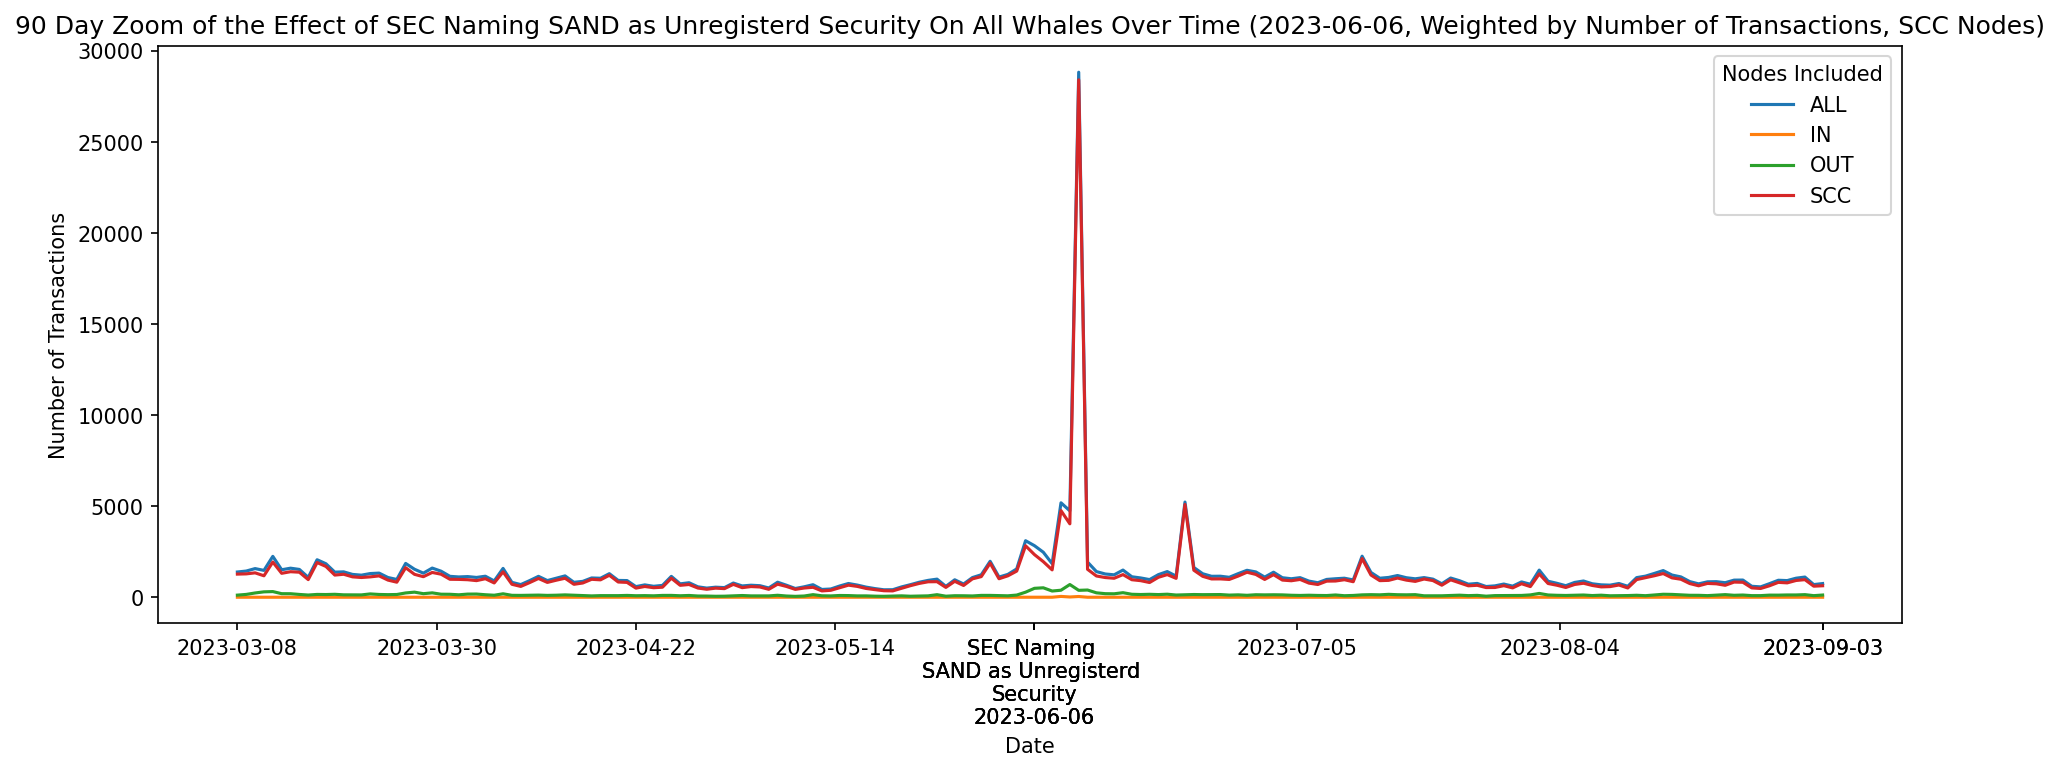 90 Day Zoom of the Effect of SEC Naming SAND as Unregisterd Security On All Whales Over Time (2023-06-06, Weighted by Number of Transactions, SCC Nodes)
30000
25000
20000
15000
10000
5000
0
Number of Transactions
Nodes Included
ALL
IN
OUT
SCC
2023-03-08
2023-03-30
2023-04-22
2023-05-14
SEC Naming
SAND as Unregisterd
Security
2023-06-06
2023-07-05
2023-08-04
2023-09-03
Date